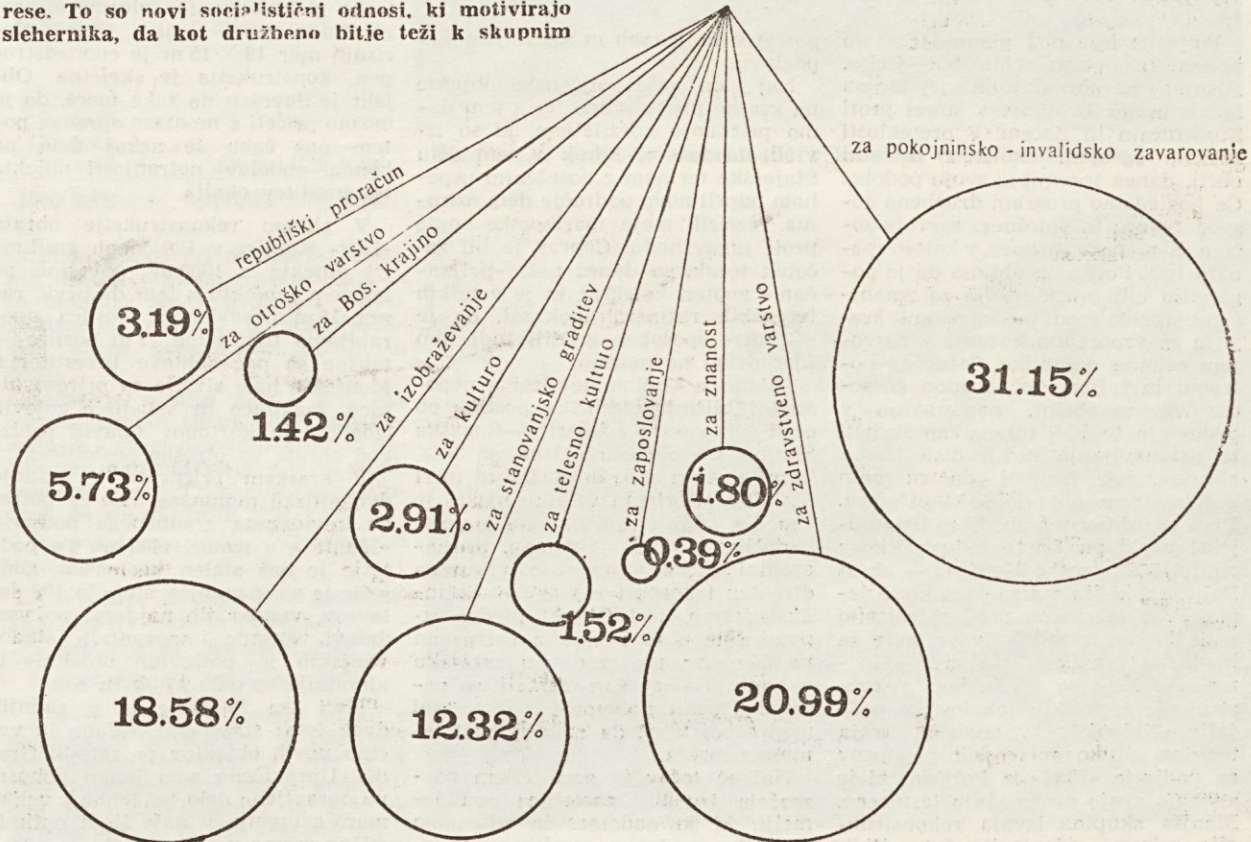 rese. To so novi socialistični odnosi, ki motivirajo
slehernika, da kot družbeno bitje teži k skupnim
za pokojninsko - invalidsko zavarovanje
republiški proračun
za otroško varstvo
za Bos. krajino
za izobraževanje
za kulturo
za stanovanjsko graditev
za telesno kulturo
za zaposlovanje
za znanost
za zdravstveno varstvo
3.19%
1.42%
5.73%
2.91%
1.80%
0.39%
31.15%
1.52%
18.58%
12.32%
20.99%